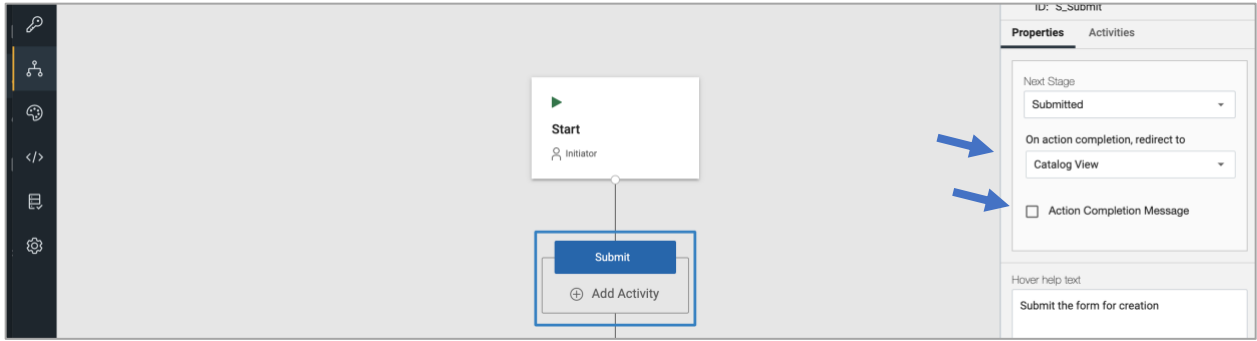 ID: S_Submit
Properties Activities
Next Stage
Submitted
On action completion, redirect to
Catalog View
Action Completion Message
Hover help text
Submit the form for creation
Start
Initiator
Submit
Add Activity